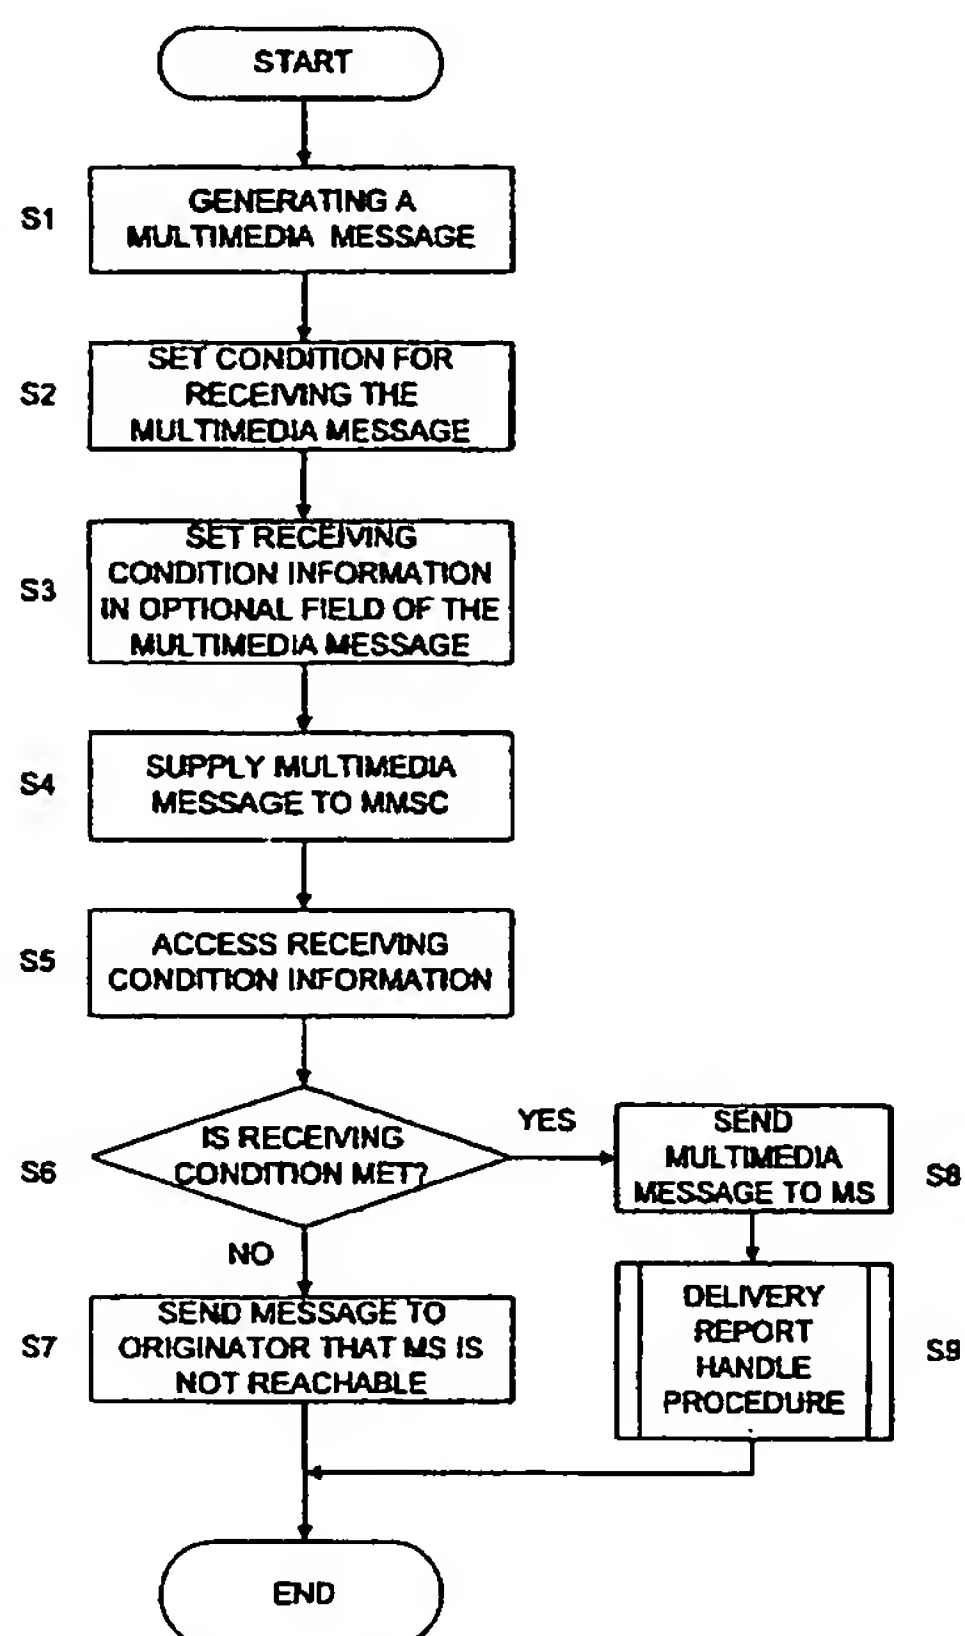 START
S1
GENERATING A
MULTIMEDIA MESSAGE
S2
SET CONDITION FOR
RECEIVING THE
MULTIMEDIA MESSAGE
S3
SET RECEIVING
CONDITION INFORMATION
IN OPTIONAL FIELD OF THE
MULTIMEDIA MESSAGE
S4
SUPPLY MULTIMEDIA
MESSAGE TO MMSC
S5
ACCESS RECEIVING
CONDITION INFORMATION
S6
IS RECEIVING
CONDITION MET?
YES
SEND
MULTIMEDIA
MESSAGE TO MS
S8
NO
S7
SEND MESSAGE TO
ORIGINATOR THAT MS IS
NOT REACHABLE
DELIVERY
REPORT
HANDLE
PROCEDURE
S9
END